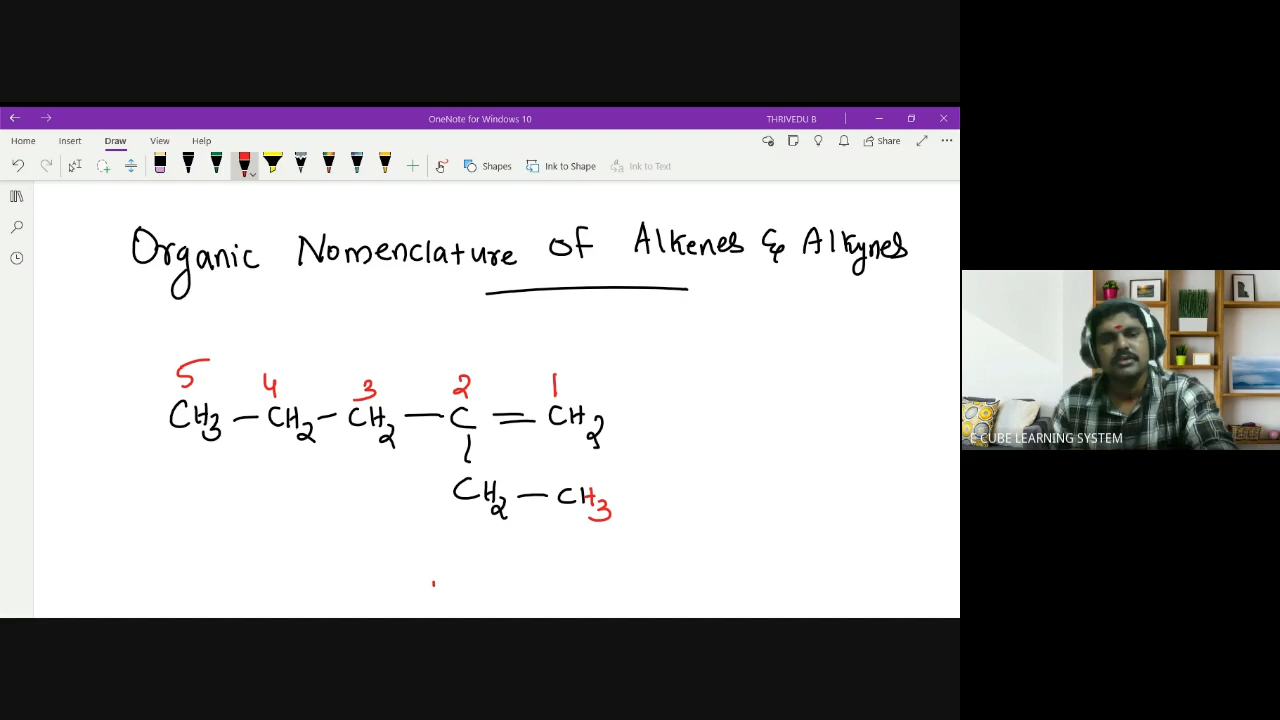 OneNote for Windows 10
THRIVEDU B
Home Insert Draw View Help
Share
Shapes Ink to Shape Ink to Text
Organic Nomenclature of Alkenes & Alkynes
5 4 3 2 1
CH3 — CH2 — CH2 — C = CH2
|
CH2 — CH3
E CUBE LEARNING SYSTEM